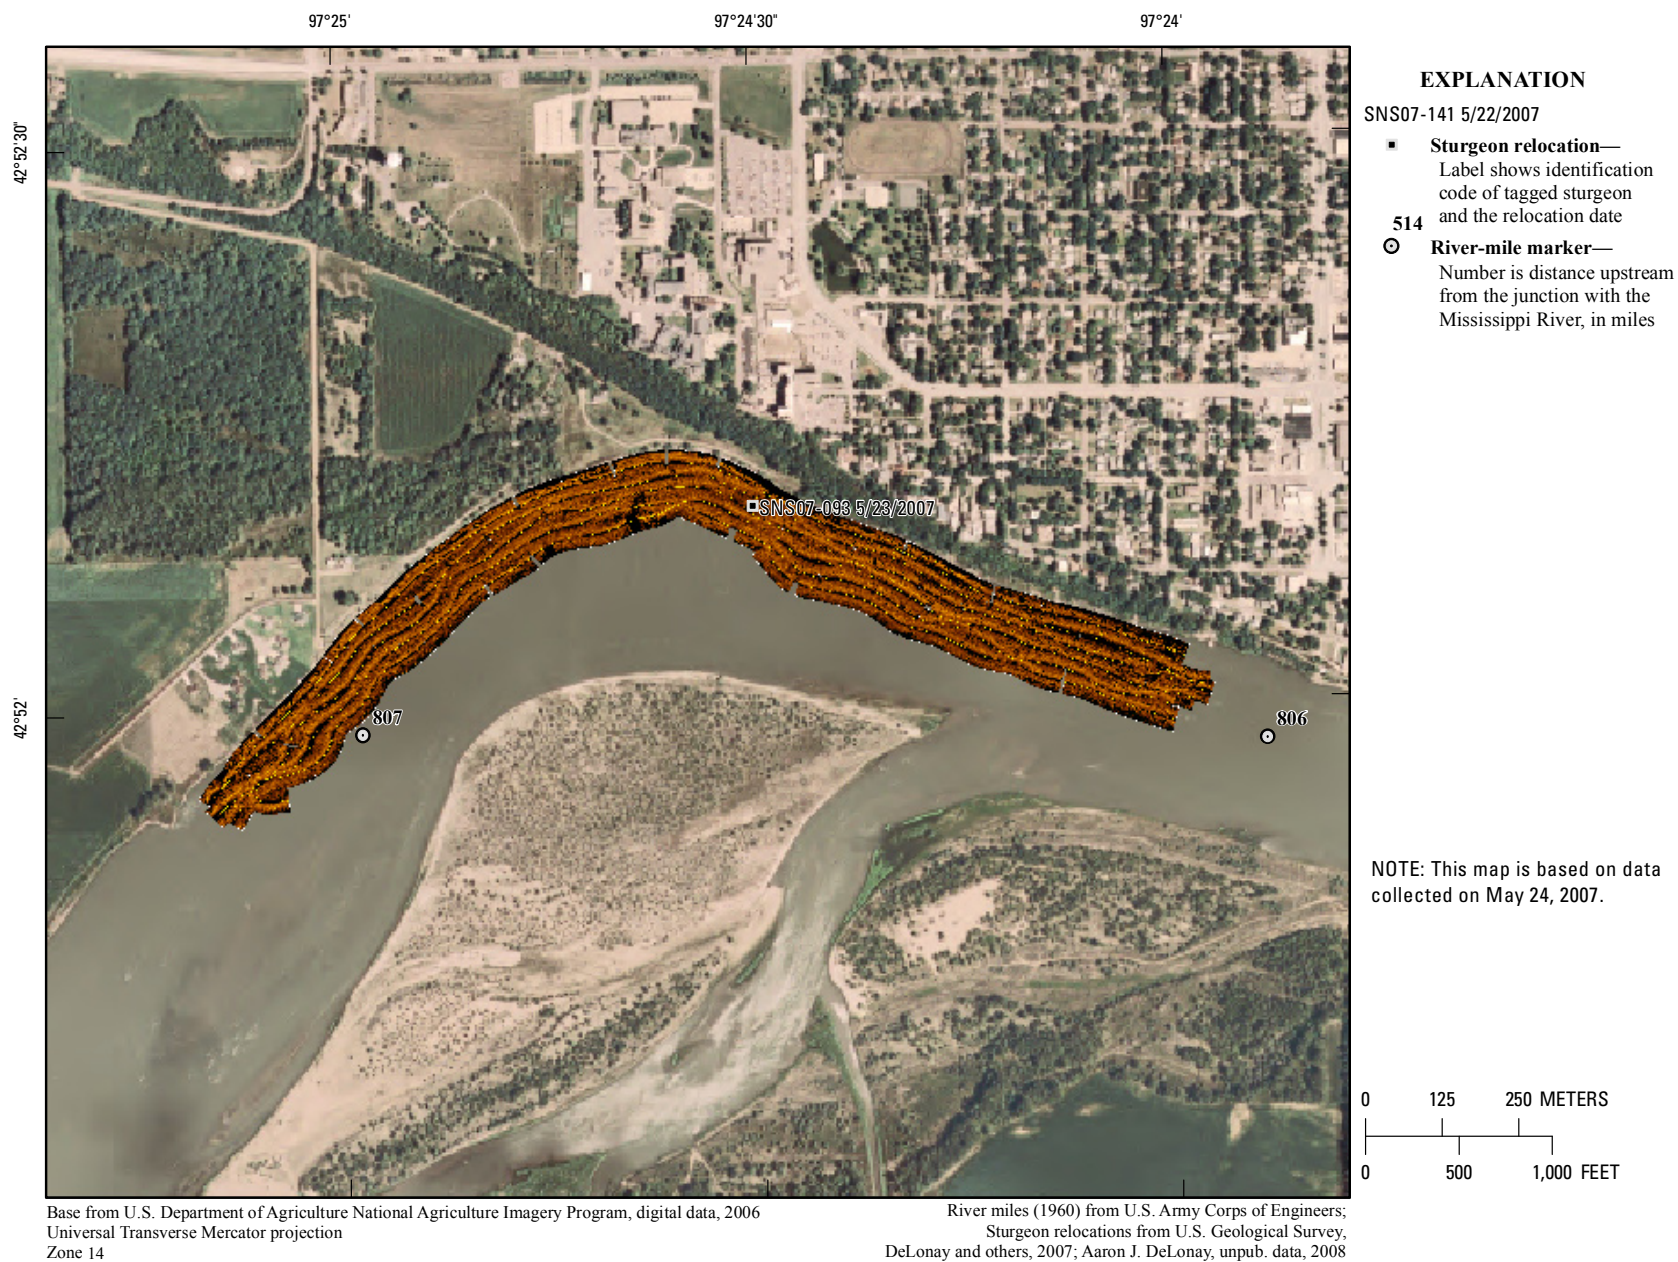 97°25'
97°24'30"
97°24'
42°52'30"
42°52'
SNS07-093 5/23/2007
807
806
EXPLANATION
SNS07-141 5/22/2007
Sturgeon relocation—
Label shows identification
code of tagged sturgeon
and the relocation date
514
River-mile marker—
Number is distance upstream
from the junction with the
Mississippi River, in miles
NOTE: This map is based on data
collected on May 24, 2007.
0 125 250 METERS
0 500 1,000 FEET
Base from U.S. Department of Agriculture National Agriculture Imagery Program, digital data, 2006
Universal Transverse Mercator projection
Zone 14
River miles (1960) from U.S. Army Corps of Engineers;
Sturgeon relocations from U.S. Geological Survey,
DeLonay and others, 2007; Aaron J. DeLonay, unpub. data, 2008